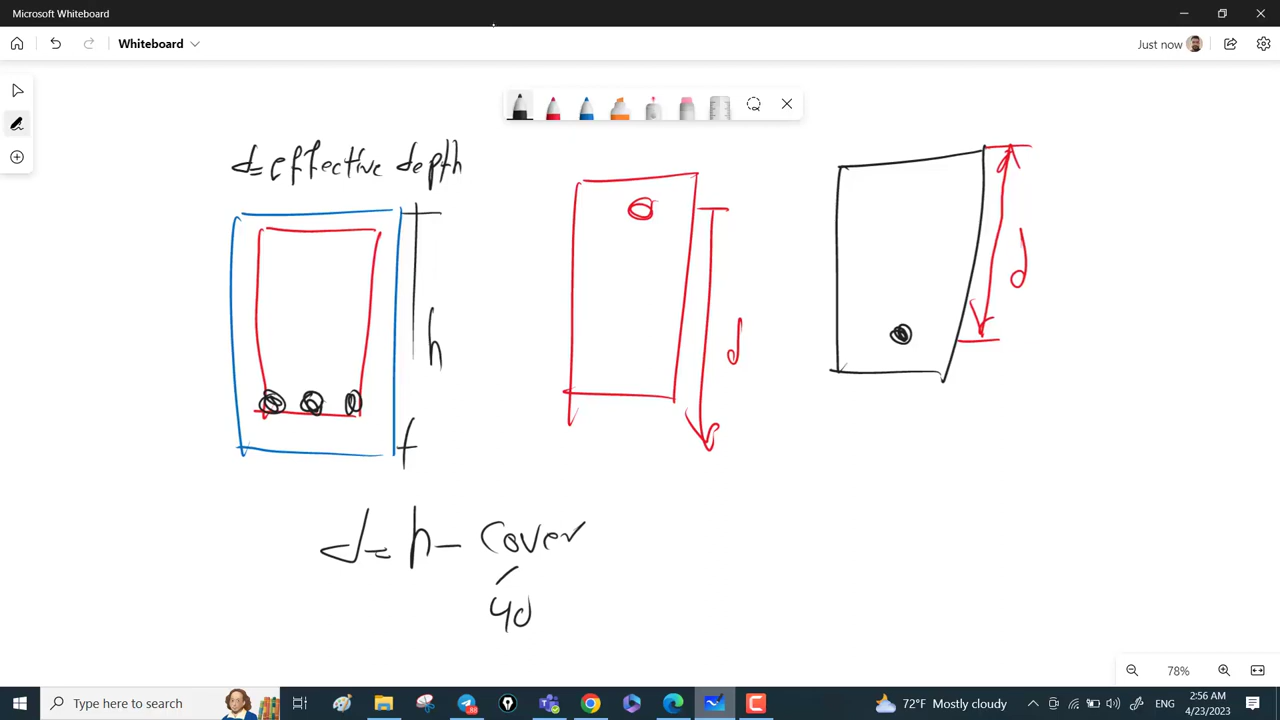 Microsoft Whiteboard
Whiteboard
Just now
d= effective depth
h
d
d
d= h- cover
40
78%
Type here to search
72°F Mostly cloudy
ENG
2:56 AM
4/23/2023